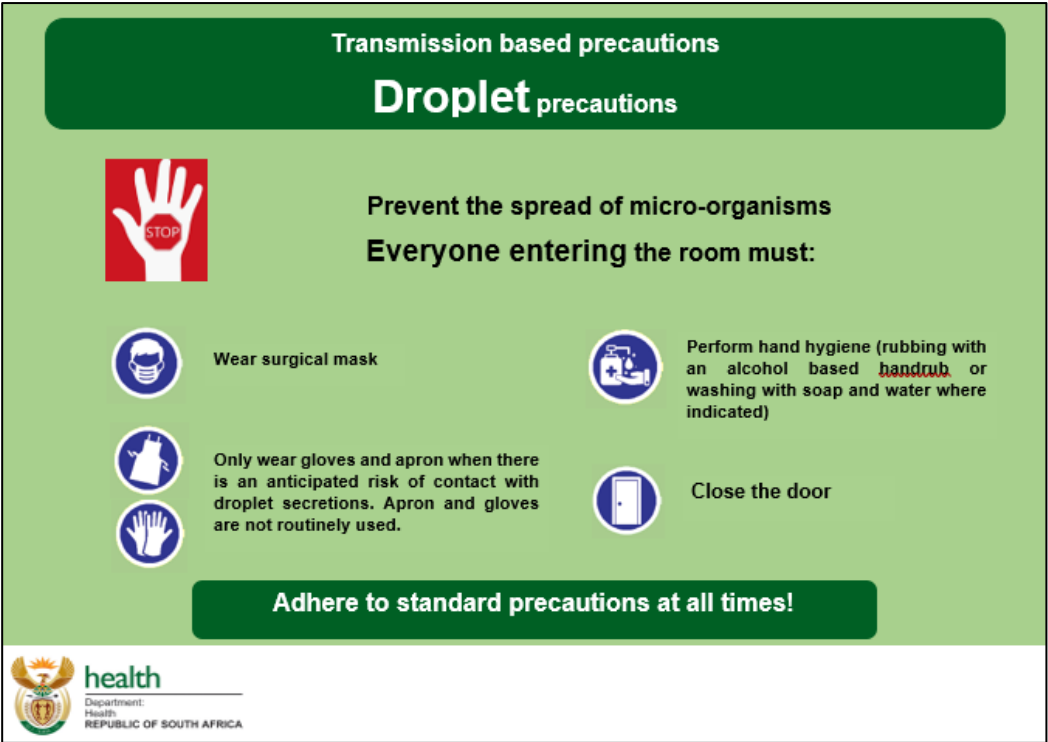 Transmission based precautions
Droplet precautions
STOP
Prevent the spread of micro-organisms
Everyone entering the room must:
Wear surgical mask
Only wear gloves and apron when there
is an anticipated risk of contact with
droplet secretions. Apron and gloves
are not routinely used.
Perform hand hygiene (rubbing with
an alcohol based handrub or
washing with soap and water where
indicated)
Close the door
Adhere to standard precautions at all times!
health
Department:
Health
REPUBLIC OF SOUTH AFRICA